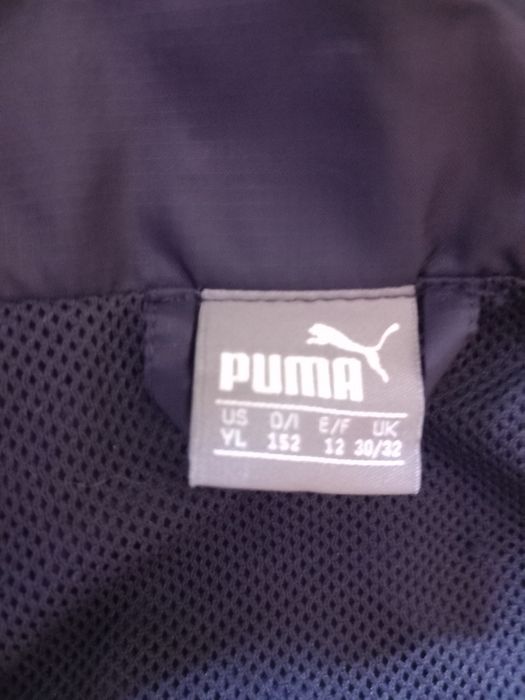 PUMA
US D/I E/F UK
YL 152 12 30/32